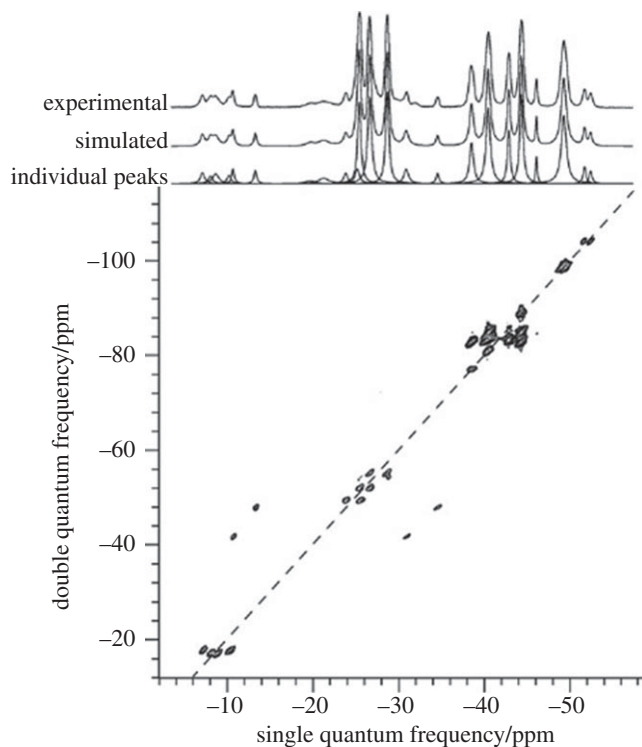 experimental
simulated
individual peaks
–100
–80
–60
–40
–20
double quantum frequency/ppm
–10
–20
–30
–40
–50
single quantum frequency/ppm